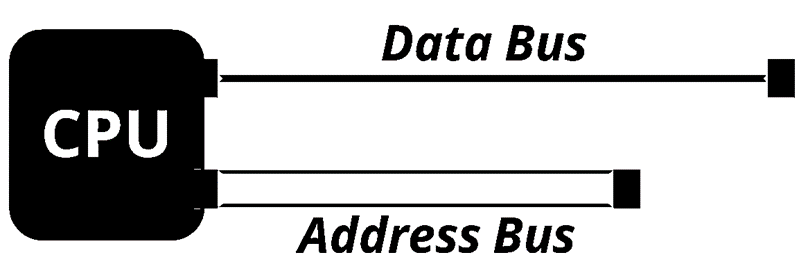 Data Bus
CPU
Address Bus